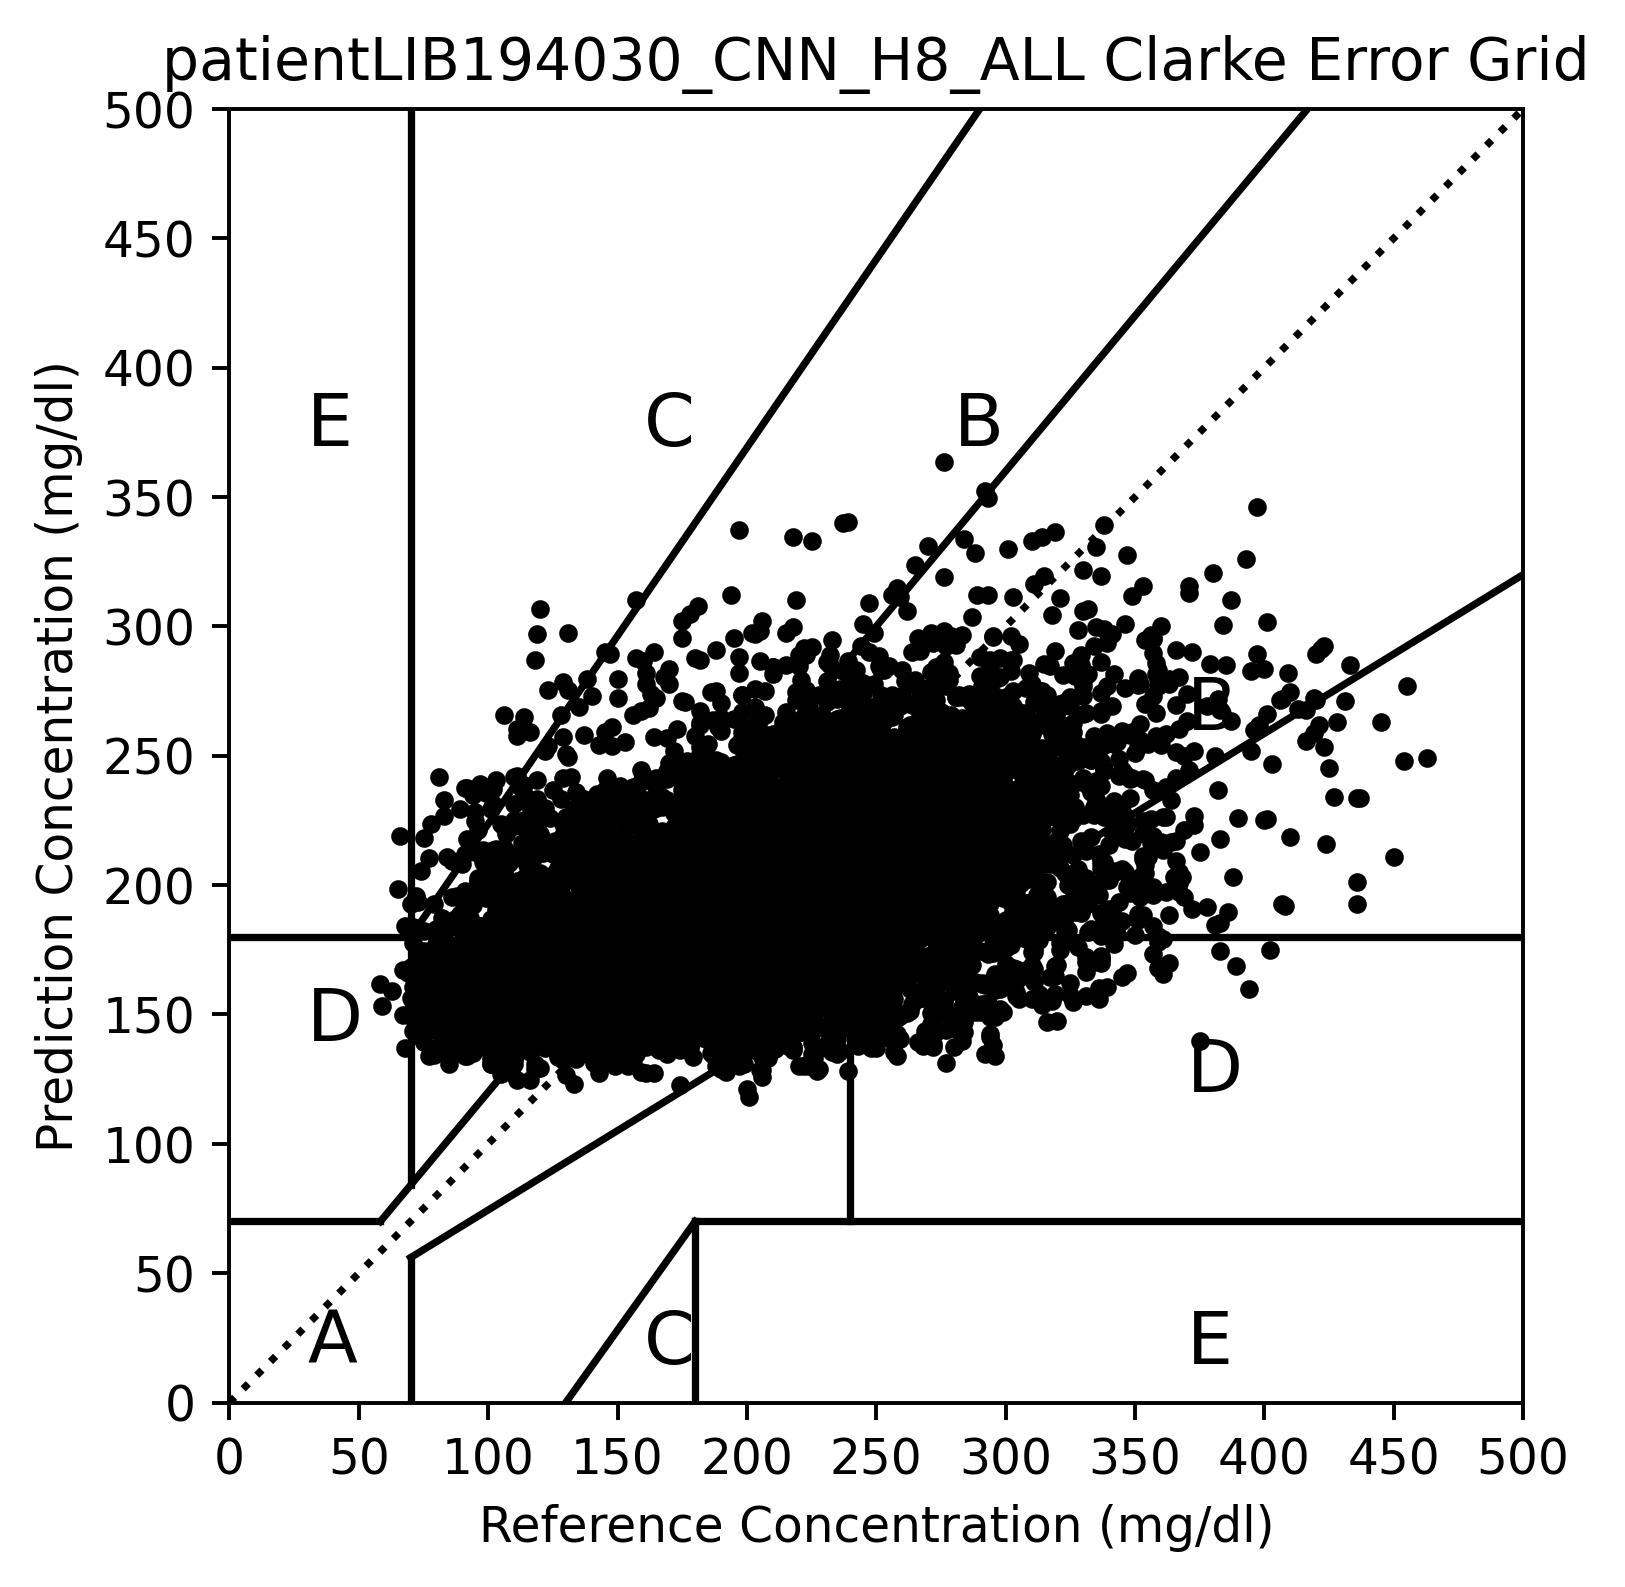 patientLIB194030_CNN_H8_ALL Clarke Error Grid
500
450
400
350
300
250
200
150
100
50
0
Prediction Concentration (mg/dl)
E
C
B
B
D
D
A
C
E
0 50 100 150 200 250 300 350 400 450 500
Reference Concentration (mg/dl)